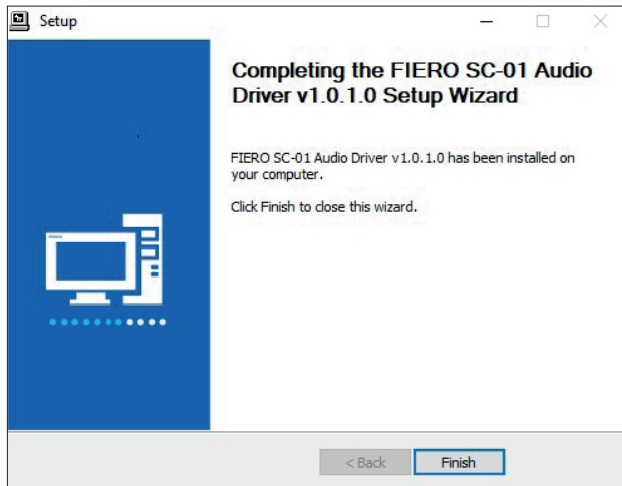 Setup
Completing the FIERO SC-01 Audio
Driver v1.0.1.0 Setup Wizard
FIERO SC-01 Audio Driver v1.0.1.0 has been installed on
your computer.
Click Finish to close this wizard.
< Back
Finish